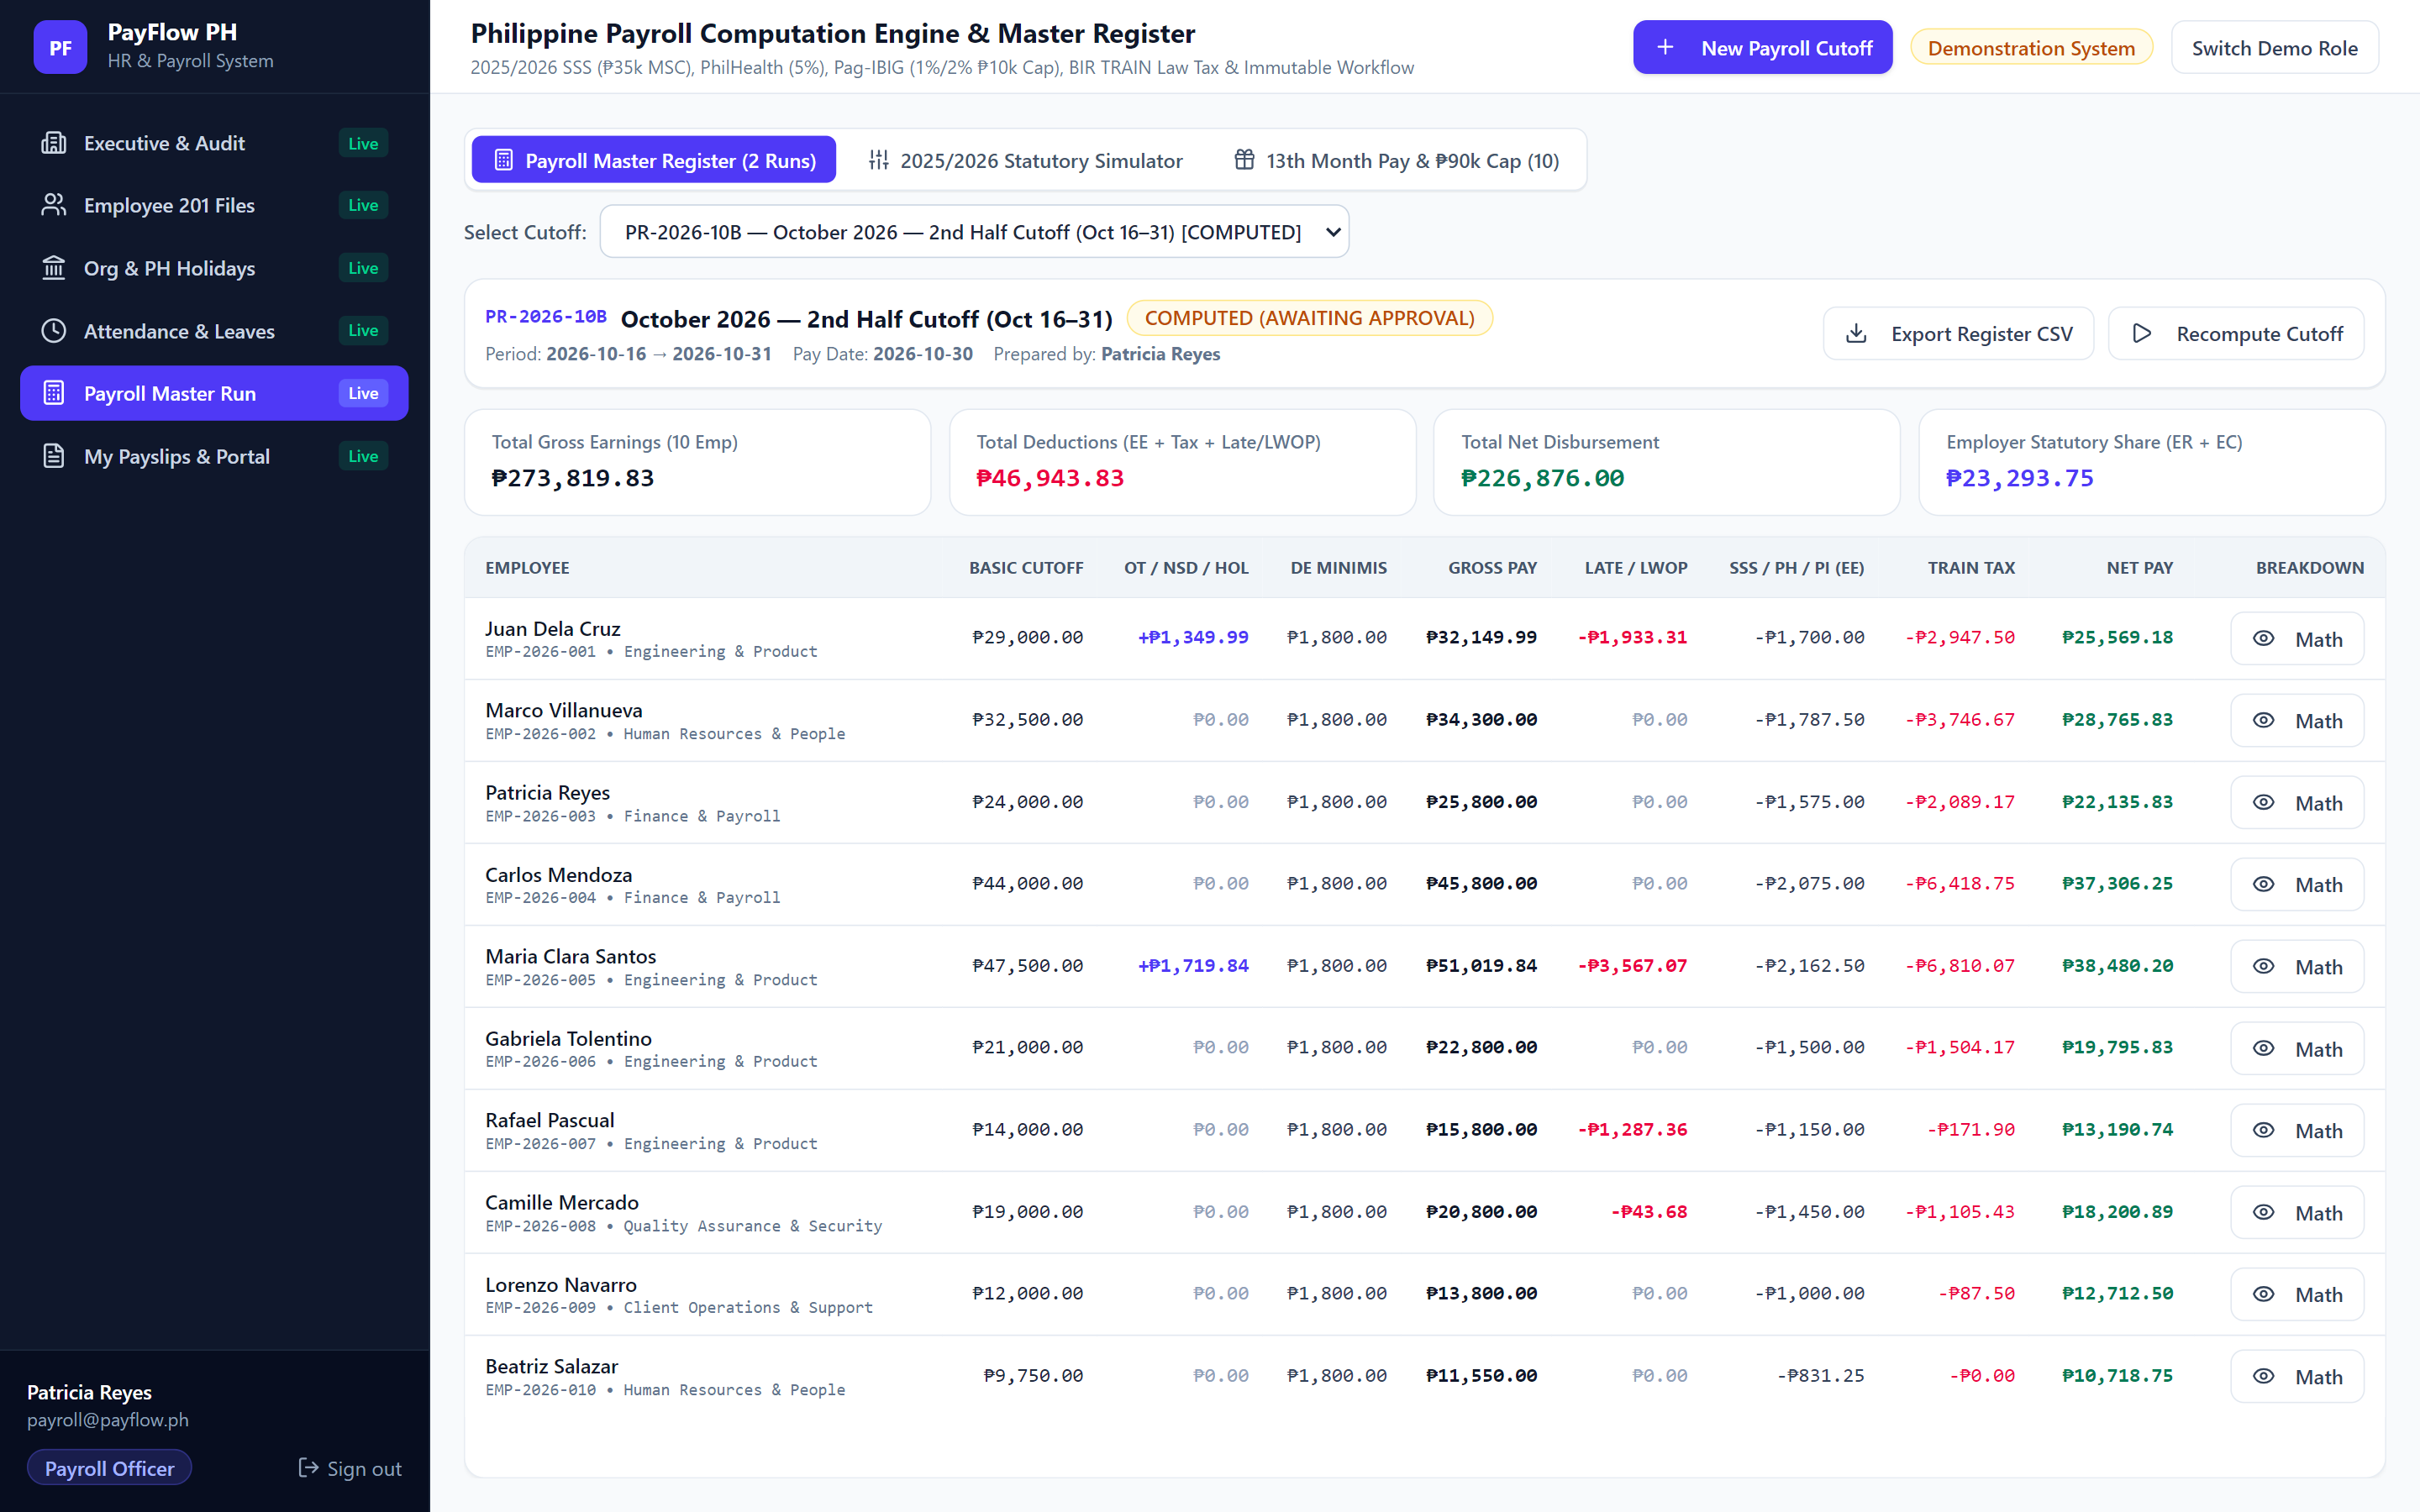 PF
PayFlow PH
HR & Payroll System
Executive & Audit Live
Employee 201 Files Live
Org & PH Holidays Live
Attendance & Leaves Live
Payroll Master Run Live
My Payslips & Portal Live
Patricia Reyes
payroll@payflow.ph
Payroll Officer Sign out
Philippine Payroll Computation Engine & Master Register
2025/2026 SSS (₱35k MSC), PhilHealth (5%), Pag-IBIG (1%/2% ₱10k Cap), BIR TRAIN Law Tax & Immutable Workflow
New Payroll Cutoff Demonstration System Switch Demo Role
Payroll Master Register (2 Runs) 2025/2026 Statutory Simulator 13th Month Pay & ₱90k Cap (10)
Select Cutoff: PR-2026-10B — October 2026 — 2nd Half Cutoff (Oct 16–31) [COMPUTED]
PR-2026-10B October 2026 — 2nd Half Cutoff (Oct 16–31) COMPUTED (AWAITING APPROVAL)
Period: 2026-10-16 → 2026-10-31 Pay Date: 2026-10-30 Prepared by: Patricia Reyes
Export Register CSV Recompute Cutoff
Total Gross Earnings (10 Emp)
₱273,819.83
Total Deductions (EE + Tax + Late/LWOP)
₱46,943.83
Total Net Disbursement
₱226,876.00
Employer Statutory Share (ER + EC)
₱23,293.75
EMPLOYEE BASIC CUTOFF OT / NSD / HOL DE MINIMIS GROSS PAY LATE / LWOP SSS / PH / PI (EE) TRAIN TAX NET PAY BREAKDOWN
Juan Dela Cruz
EMP-2026-001 • Engineering & Product
₱29,000.00 +₱1,349.99 ₱1,800.00 ₱32,149.99 -₱1,933.31 -₱1,700.00 -₱2,947.50 ₱25,569.18 Math
Marco Villanueva
EMP-2026-002 • Human Resources & People
₱32,500.00 ₱0.00 ₱1,800.00 ₱34,300.00 ₱0.00 -₱1,787.50 -₱3,746.67 ₱28,765.83 Math
Patricia Reyes
EMP-2026-003 • Finance & Payroll
₱24,000.00 ₱0.00 ₱1,800.00 ₱25,800.00 ₱0.00 -₱1,575.00 -₱2,089.17 ₱22,135.83 Math
Carlos Mendoza
EMP-2026-004 • Finance & Payroll
₱44,000.00 ₱0.00 ₱1,800.00 ₱45,800.00 ₱0.00 -₱2,075.00 -₱6,418.75 ₱37,306.25 Math
Maria Clara Santos
EMP-2026-005 • Engineering & Product
₱47,500.00 +₱1,719.84 ₱1,800.00 ₱51,019.84 -₱3,567.07 -₱2,162.50 -₱6,810.07 ₱38,480.20 Math
Gabriela Tolentino
EMP-2026-006 • Engineering & Product
₱21,000.00 ₱0.00 ₱1,800.00 ₱22,800.00 ₱0.00 -₱1,500.00 -₱1,504.17 ₱19,795.83 Math
Rafael Pascual
EMP-2026-007 • Engineering & Product
₱14,000.00 ₱0.00 ₱1,800.00 ₱15,800.00 -₱1,287.36 -₱1,150.00 -₱171.90 ₱13,190.74 Math
Camille Mercado
EMP-2026-008 • Quality Assurance & Security
₱19,000.00 ₱0.00 ₱1,800.00 ₱20,800.00 -₱43.68 -₱1,450.00 -₱1,105.43 ₱18,200.89 Math
Lorenzo Navarro
EMP-2026-009 • Client Operations & Support
₱12,000.00 ₱0.00 ₱1,800.00 ₱13,800.00 ₱0.00 -₱1,000.00 -₱87.50 ₱12,712.50 Math
Beatriz Salazar
EMP-2026-010 • Human Resources & People
₱9,750.00 ₱0.00 ₱1,800.00 ₱11,550.00 ₱0.00 -₱831.25 -₱0.00 ₱10,718.75 Math